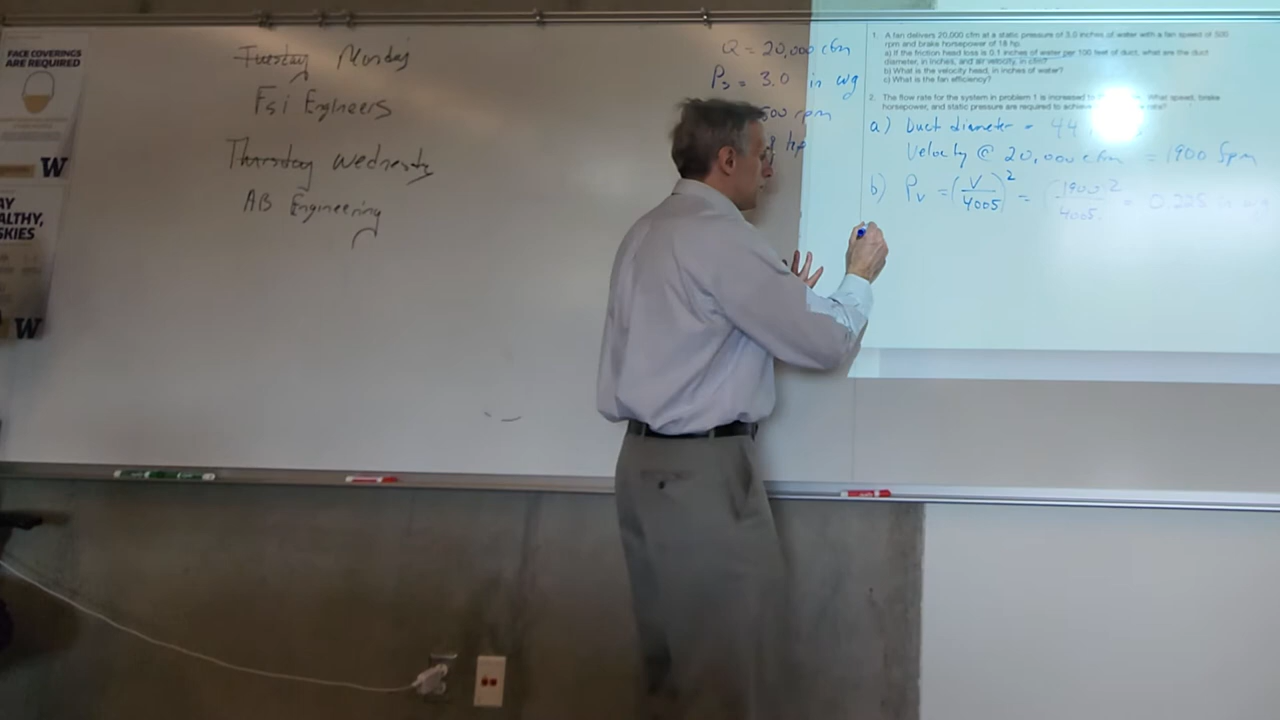 FACE COVERINGS
ARE REQUIRED
W
AY
ALTHY,
SKIES
W
Tuesday Monday
Fsi Engineers
Thursday Wednesday
AB Engineering
Q = 20,000 cfm
Ps = 3.0 in wg
500 rpm
hp
1. A fan delivers 20,000 cfm at a static pressure of 3.0 inches of water with a fan speed of 500
rpm and brake horsepower of 18 hp.
a) If the friction head loss is 0.1 inches of water per 100 feet of duct, what are the duct
diameter, in inches, and air velocity, in cfm?
b) What is the velocity head, in inches of water?
c) What is the fan efficiency?
2. The flow rate for the system in problem 1 is increased What speed, brake
horsepower, and static pressure are required to achieve
a) Duct diameter = 44
Velocity @ 20,000 cfm = 1900 fpm
b) Pv = (V/4005)² = (1900/4005)² = 0.225 in wg